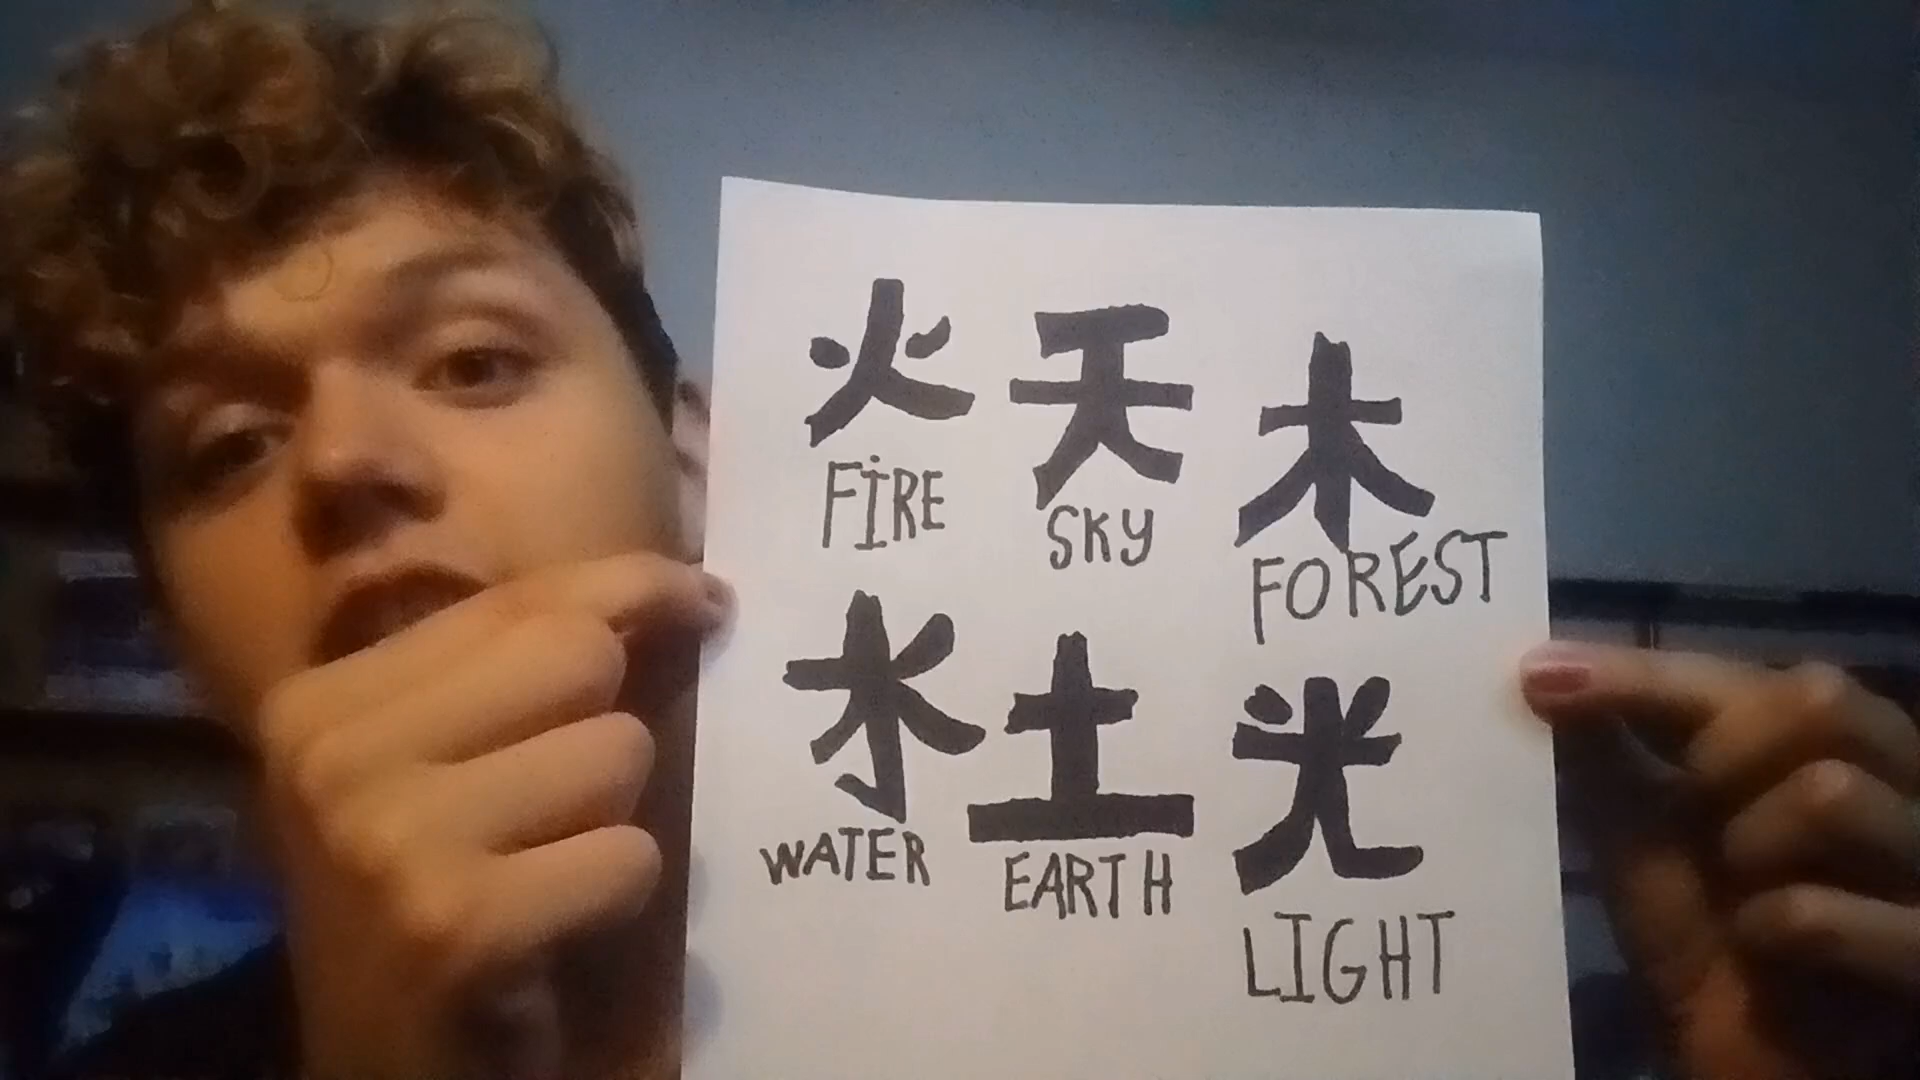 火 天 木
FIRE SKY FOREST
水 土 光
WATER EARTH LIGHT